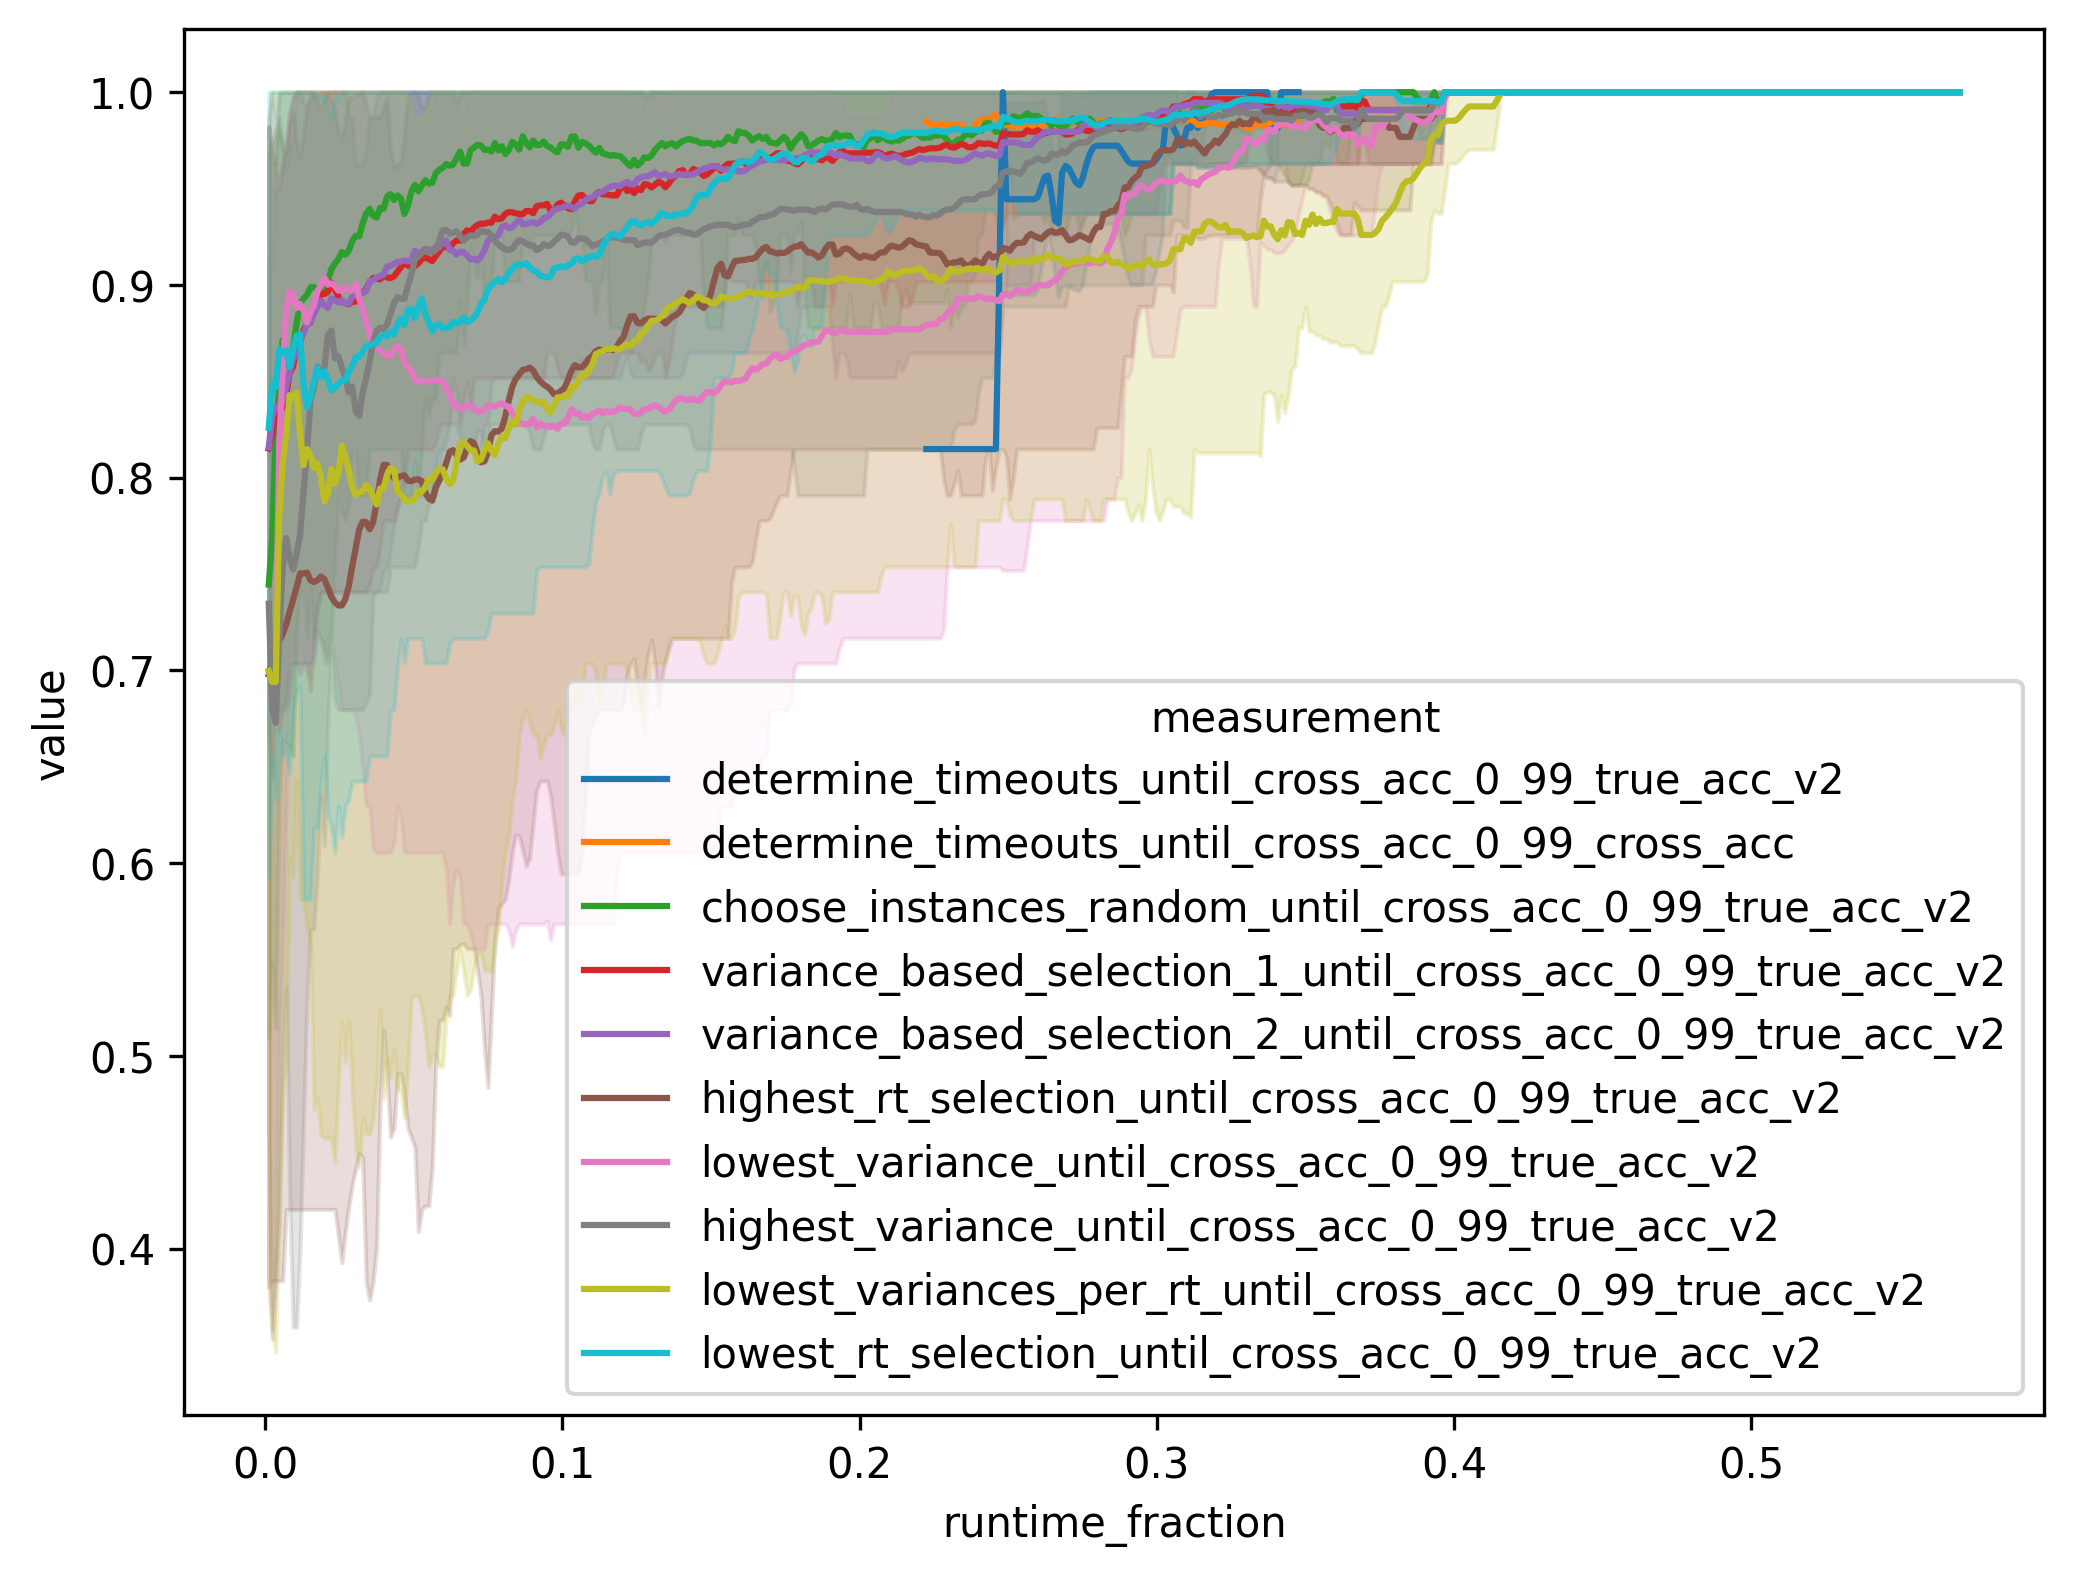 1.0
0.9
0.8
0.7
0.6
0.5
0.4
value
measurement
determine_timeouts_until_cross_acc_0_99_true_acc_v2
determine_timeouts_until_cross_acc_0_99_cross_acc
choose_instances_random_until_cross_acc_0_99_true_acc_v2
variance_based_selection_1_until_cross_acc_0_99_true_acc_v2
variance_based_selection_2_until_cross_acc_0_99_true_acc_v2
highest_rt_selection_until_cross_acc_0_99_true_acc_v2
lowest_variance_until_cross_acc_0_99_true_acc_v2
highest_variance_until_cross_acc_0_99_true_acc_v2
lowest_variances_per_rt_until_cross_acc_0_99_true_acc_v2
lowest_rt_selection_until_cross_acc_0_99_true_acc_v2
0.0 0.1 0.2 0.3 0.4 0.5
runtime_fraction